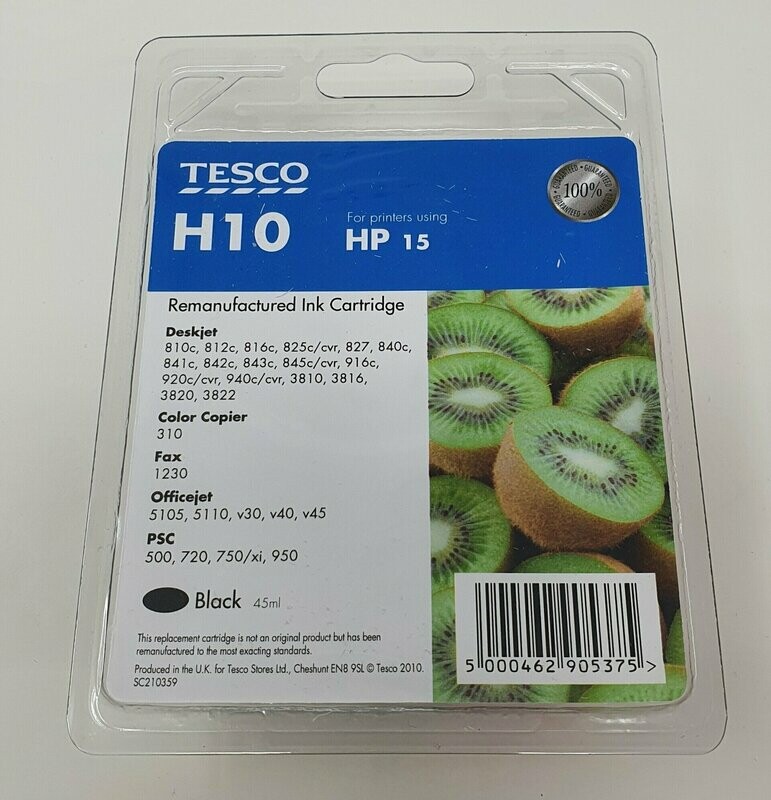 TESCO
H10
For printers using
HP 15
GUARANTEED • GUARANTEED
100%
GUARANTEED • GUARANTEED
Remanufactured Ink Cartridge
Deskjet
810c, 812c, 816c, 825c/cvr, 827, 840c,
841c, 842c, 843c, 845c/cvr, 916c,
920c/cvr, 940c/cvr, 3810, 3816,
3820, 3822
Color Copier
310
Fax
1230
Officejet
5105, 5110, v30, v40, v45
PSC
500, 720, 750/xi, 950
Black 45ml
This replacement cartridge is not an original product but has been
remanufactured to the most exacting standards.
Produced in the U.K. for Tesco Stores Ltd., Cheshunt EN8 9SL © Tesco 2010.
SC210359
5 000462 905375 >